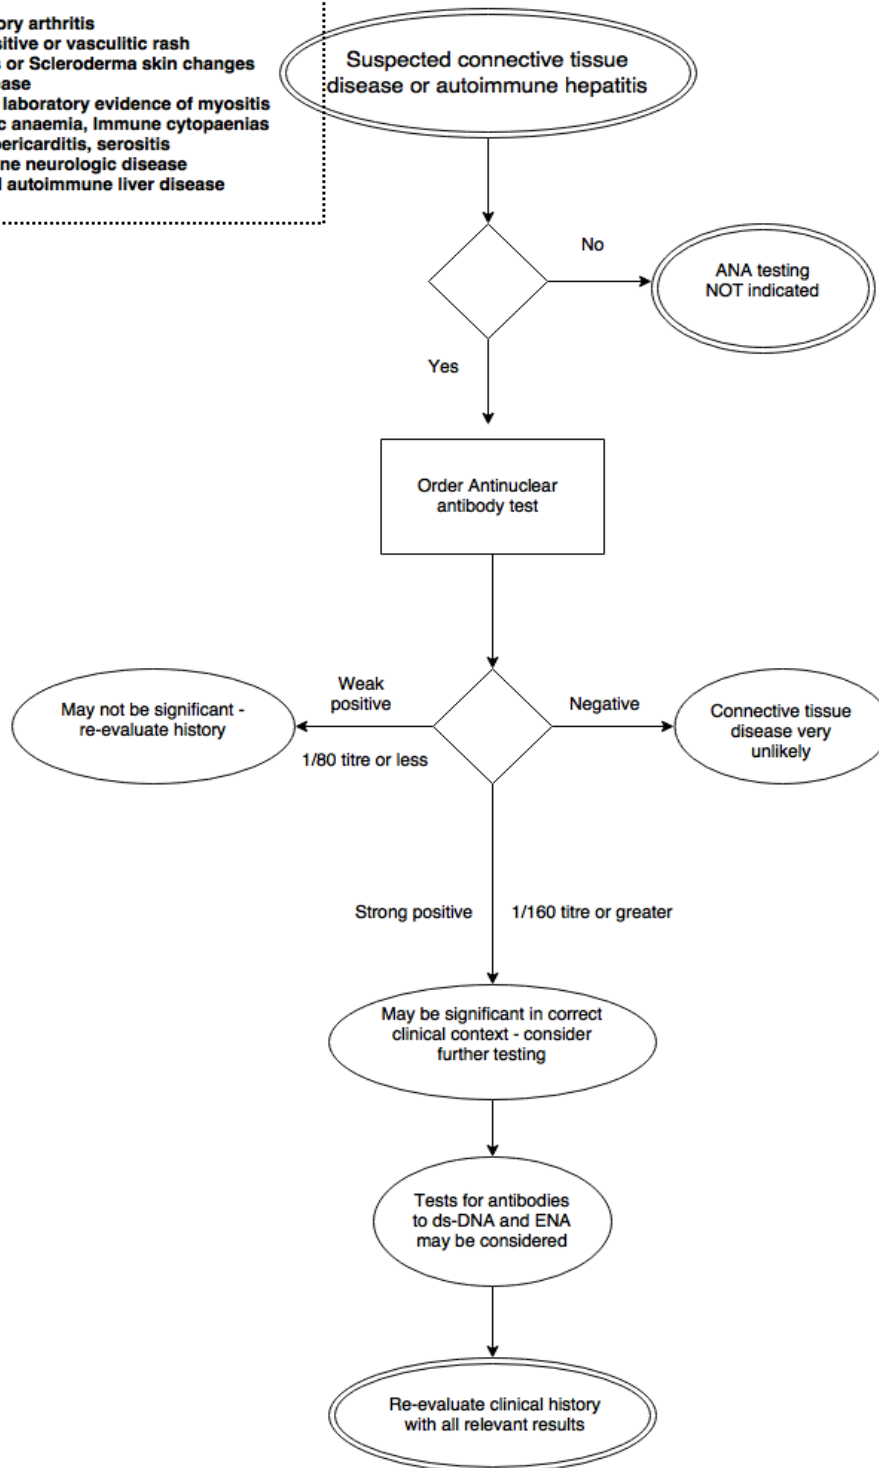 arthritis
or vasculitic rash
or Scleroderma skin changes
laboratory evidence of myositis
anaemia, Immune cytopaenias
pericarditis, serositis
neurologic disease
autoimmune liver disease
Suspected connective tissue
disease or autoimmune hepatitis
No
ANA testing
NOT indicated
Yes
Order Antinuclear
antibody test
Weak
positive
1/80 titre or less
May not be significant -
re-evaluate history
Negative
Connective tissue
disease very
unlikely
Strong positive
1/160 titre or greater
May be significant in correct
clinical context - consider
further testing
Tests for antibodies
to ds-DNA and ENA
may be considered
Re-evaluate clinical history
with all relevant results